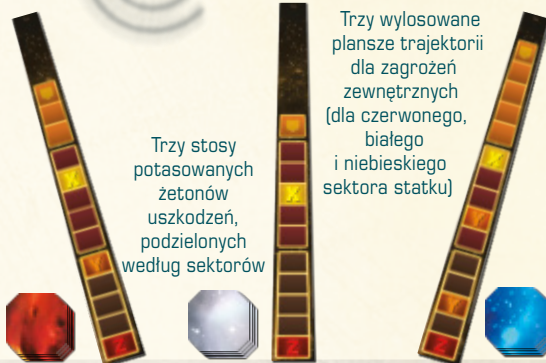 Trzy wylosowane
plansze trajektorii
dla zagrożeń
zewnętrznych
(dla czerwonego,
białego
i niebieskiego
sektora statku)
Trzy stosy
potasowanych
żetonów
uszkodzeń,
podzielonych
według sektorów
X
Y
Z
X
Z
X
Y
Y
Z